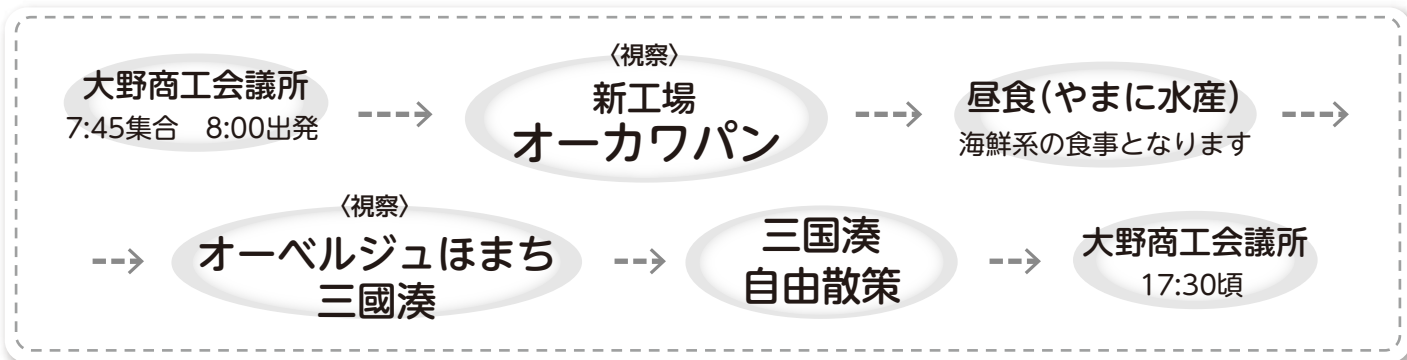 大野商工会議所
7:45集合　8:00出発
〈視察〉
新工場
オーカワパン
昼食(やまに水産)
海鮮系の食事となります
〈視察〉
オーベルジュほまち
三國湊
三国湊
自由散策
大野商工会議所
17:30頃